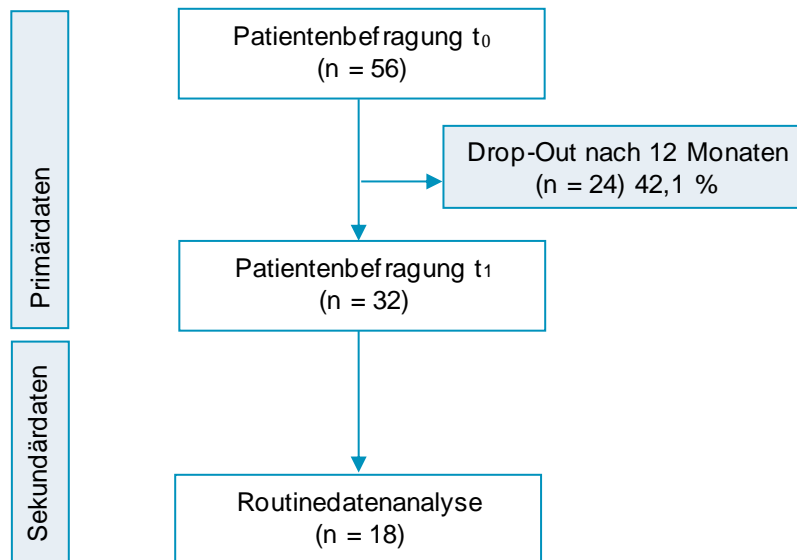 Patientenbefragung t₀
(n = 56)
Drop-Out nach 12 Monaten
(n = 24) 42,1 %
Primärdaten
Patientenbefragung t₁
(n = 32)
Sekundärdaten
Routinedatenanalyse
(n = 18)